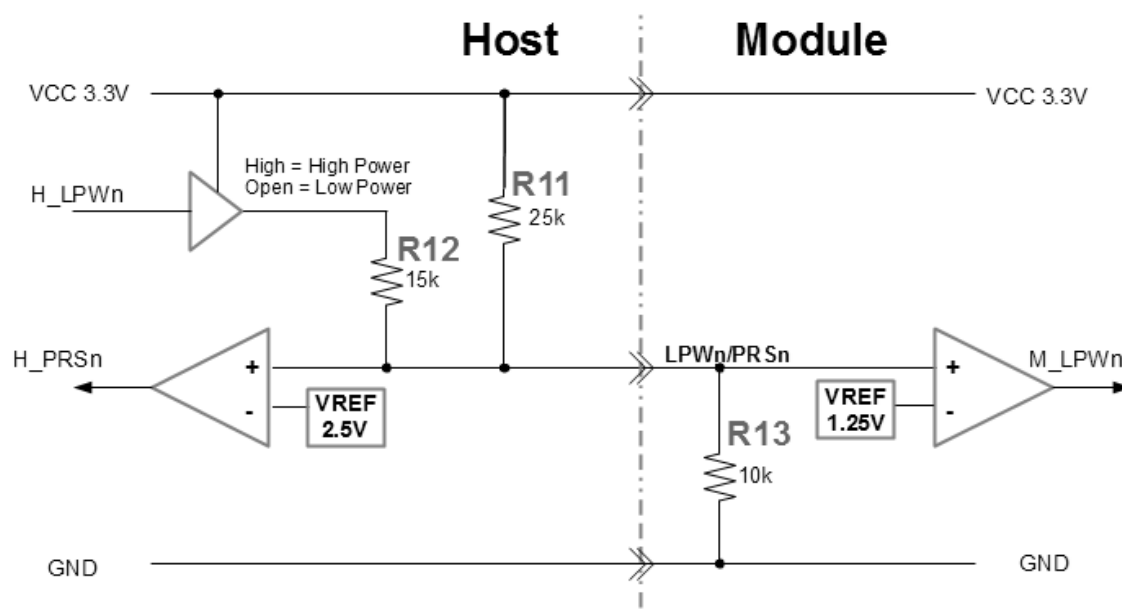 Host
Module
VCC 3.3V
VCC 3.3V
High = High Power
Open = Low Power
H_LPWn
R11
25k
R12
15k
H_PRSn
+
-
VREF
2.5V
LPWn/PRSn
VREF
1.25V
+
-
M_LPWn
R13
10k
GND
GND